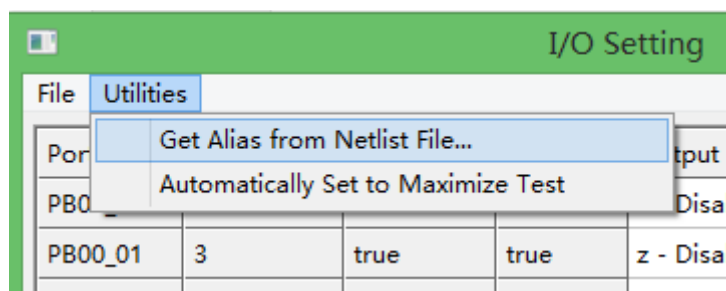 I/O Setting
File Utilities
Get Alias from Netlist File...
Automatically Set to Maximize Test
PB00_01 3 true true z - Disa